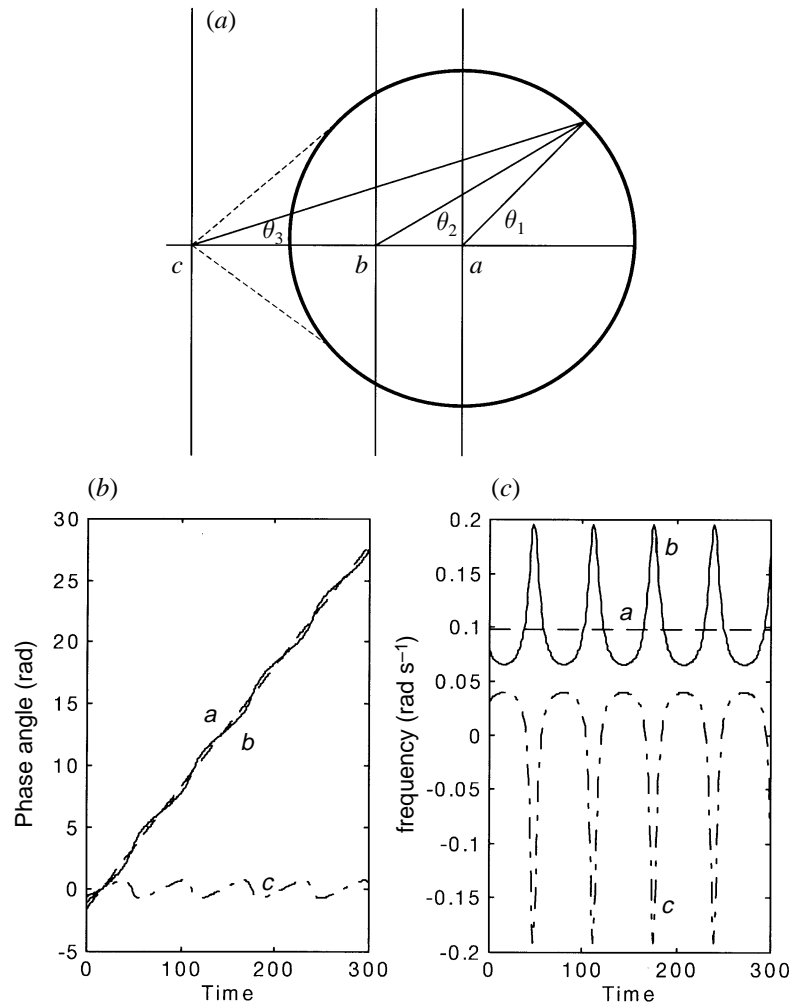 (a)
θ3
θ2
θ1
c
b
a
(b)
(c)
Phase angle (rad)
30
25
20
15
10
5
0
-5
a
b
c
0
100
200
300
Time
frequency (rad s−1)
0.2
0.15
0.1
0.05
0
-0.05
-0.1
-0.15
-0.2
b
a
c
0
100
200
300
Time